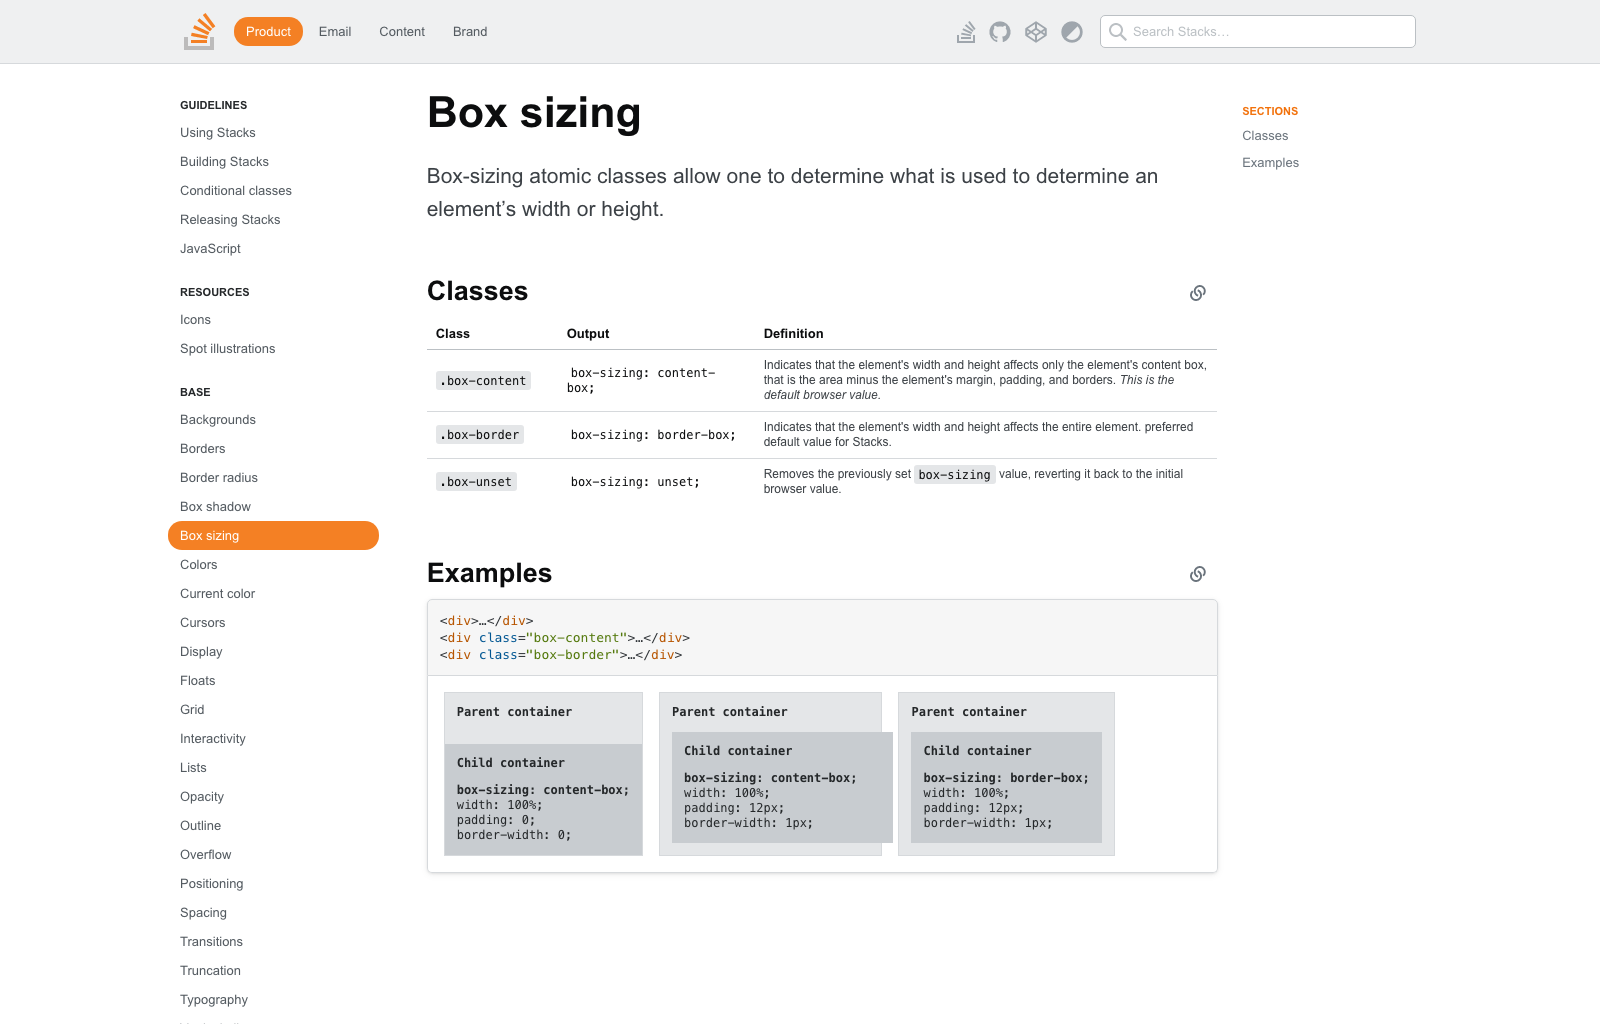 Product
Email
Content
Brand
Search Stacks…
GUIDELINES
Using Stacks
Building Stacks
Conditional classes
Releasing Stacks
JavaScript
RESOURCES
Icons
Spot illustrations
BASE
Backgrounds
Borders
Border radius
Box shadow
Box sizing
Colors
Current color
Cursors
Display
Floats
Grid
Interactivity
Lists
Opacity
Outline
Overflow
Positioning
Spacing
Transitions
Truncation
Typography
Box sizing
Box-sizing atomic classes allow one to determine what is used to determine an
element’s width or height.
Classes
Class Output Definition
.box-content
box-sizing: content-
box;
Indicates that the element's width and height affects only the element's content box,
that is the area minus the element's margin, padding, and borders. This is the
default browser value.
.box-border
box-sizing: border-box;
Indicates that the element's width and height affects the entire element. preferred
default value for Stacks.
.box-unset
box-sizing: unset;
Removes the previously set box-sizing value, reverting it back to the initial
browser value.
Examples
<div>…</div>
<div class="box-content">…</div>
<div class="box-border">…</div>
Parent container
Child container
box-sizing: content-box;
width: 100%;
padding: 0;
border-width: 0;
Parent container
Child container
box-sizing: content-box;
width: 100%;
padding: 12px;
border-width: 1px;
Parent container
Child container
box-sizing: border-box;
width: 100%;
padding: 12px;
border-width: 1px;
SECTIONS
Classes
Examples